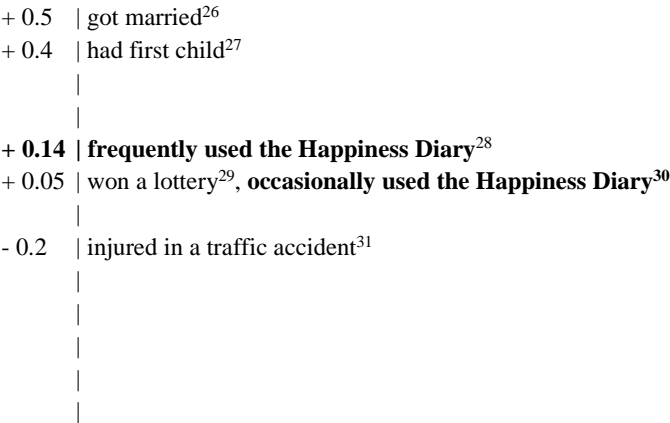 + 0.5 | got married²⁶
+ 0.4 | had first child²⁷
|
|
+ 0.14 | frequently used the Happiness Diary²⁸
+ 0.05 | won a lottery²⁹, occasionally used the Happiness Diary³⁰
|
- 0.2 | injured in a traffic accident³¹
|
|
|
|
|